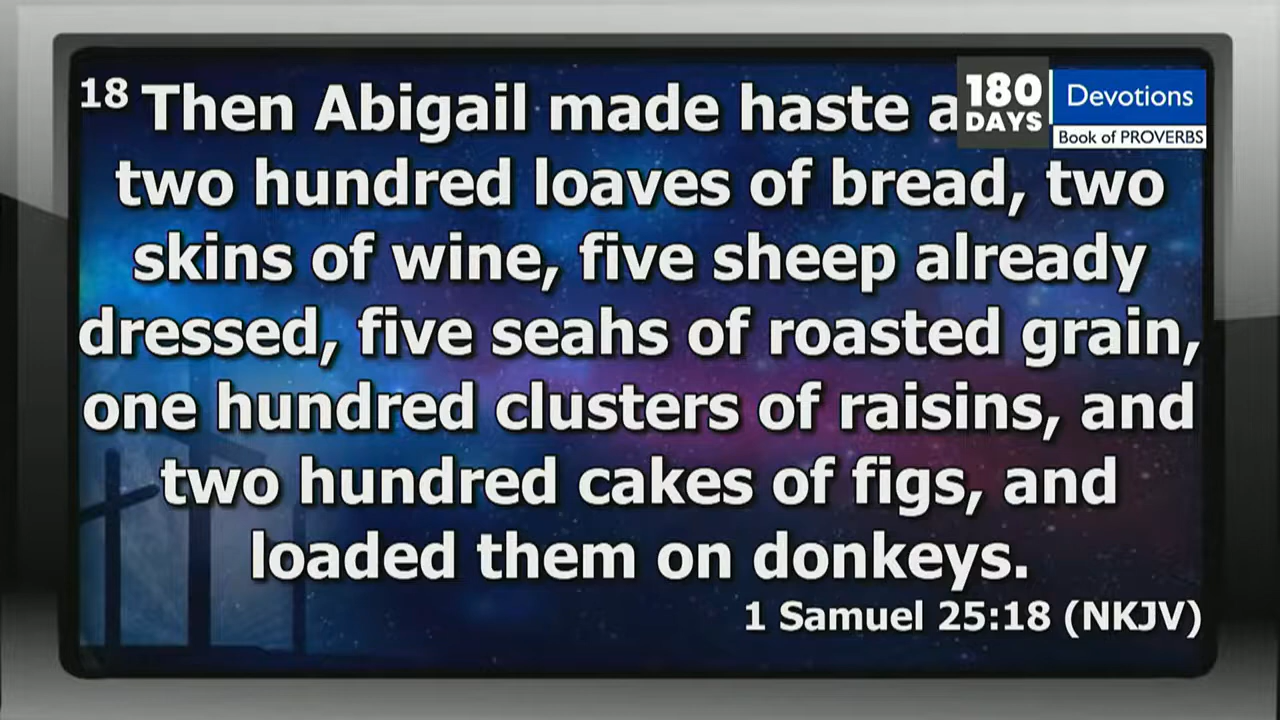 18 Then Abigail made haste a
two hundred loaves of bread, two
skins of wine, five sheep already
dressed, five seahs of roasted grain,
one hundred clusters of raisins, and
two hundred cakes of figs, and
loaded them on donkeys.
1 Samuel 25:18 (NKJV)
180
DAYS
Devotions
Book of PROVERBS